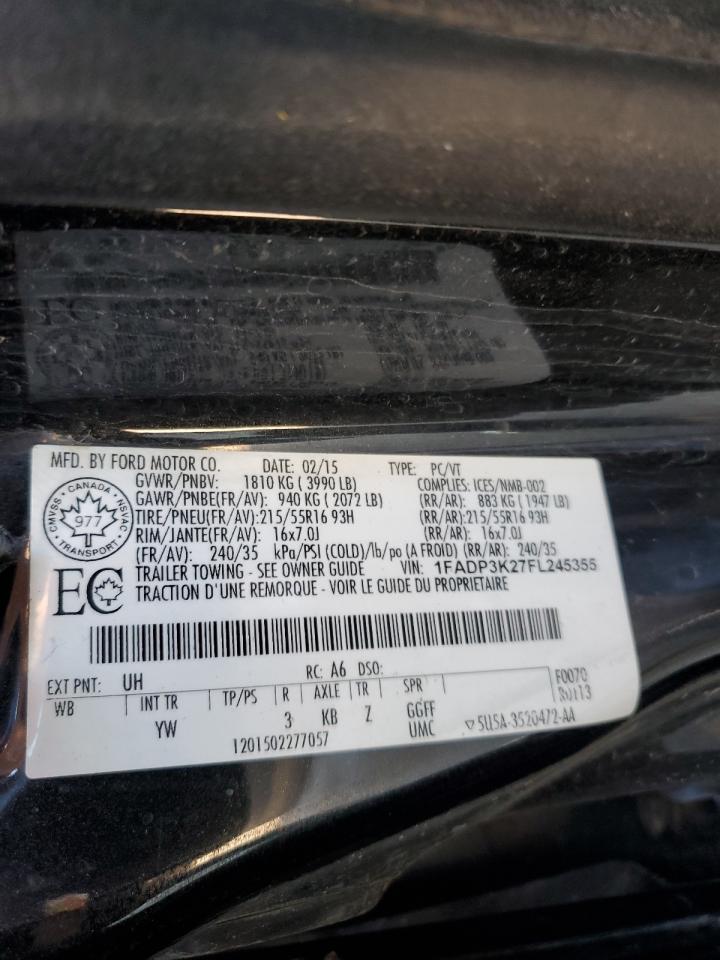 MFD. BY FORD MOTOR CO. DATE: 02/15 TYPE: PC/VT
GVWR/PNBV: 1810 KG ( 3990 LB) COMPLIES: ICES/NMB-002
GAWR/PNBE(FR/AV): 940 KG ( 2072 LB) (RR/AR): 883 KG ( 1947 LB)
TIRE/PNEU(FR/AV):215/55R16 93H (RR/AR):215/55R16 93H
RIM/JANTE(FR/AV): 16x7.0J (RR/AR): 16x7.0J
(FR/AV): 240/35 kPa/PSI (COLD)/lb/po (A FROID) (RR/AR): 240/35
TRAILER TOWING - SEE OWNER GUIDE VIN: 1FADP3K27FL245355
TRACTION D'UNE REMORQUE - VOIR LE GUIDE DU PROPRIETAIRE
CMVSS · CANADA · NSVAC
977
· TRANSPORT ·
EC
EXT PNT: UH RC: A6 DSO: F0070
WB INT TR TP/PS R AXLE TR SPR
YW 3 KB Z GGFF
UMC ▽ 5U5A-3520472-AA
1201502277057